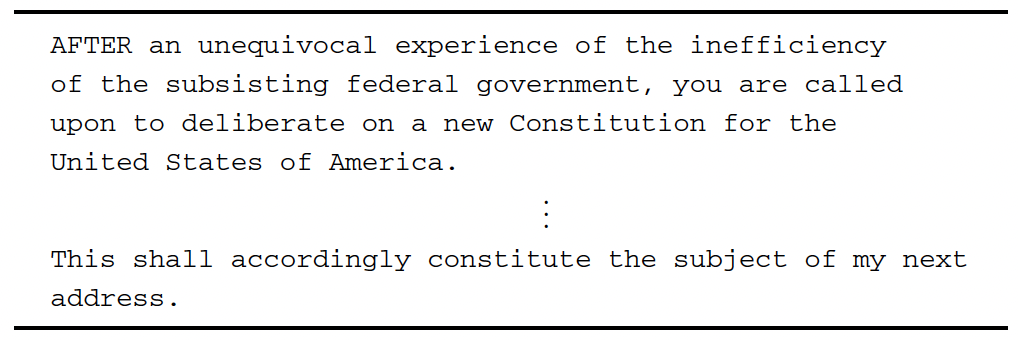 AFTER an unequivocal experience of the inefficiency
of the subsisting federal government, you are called
upon to deliberate on a new Constitution for the
United States of America.
⋮
This shall accordingly constitute the subject of my next
address.